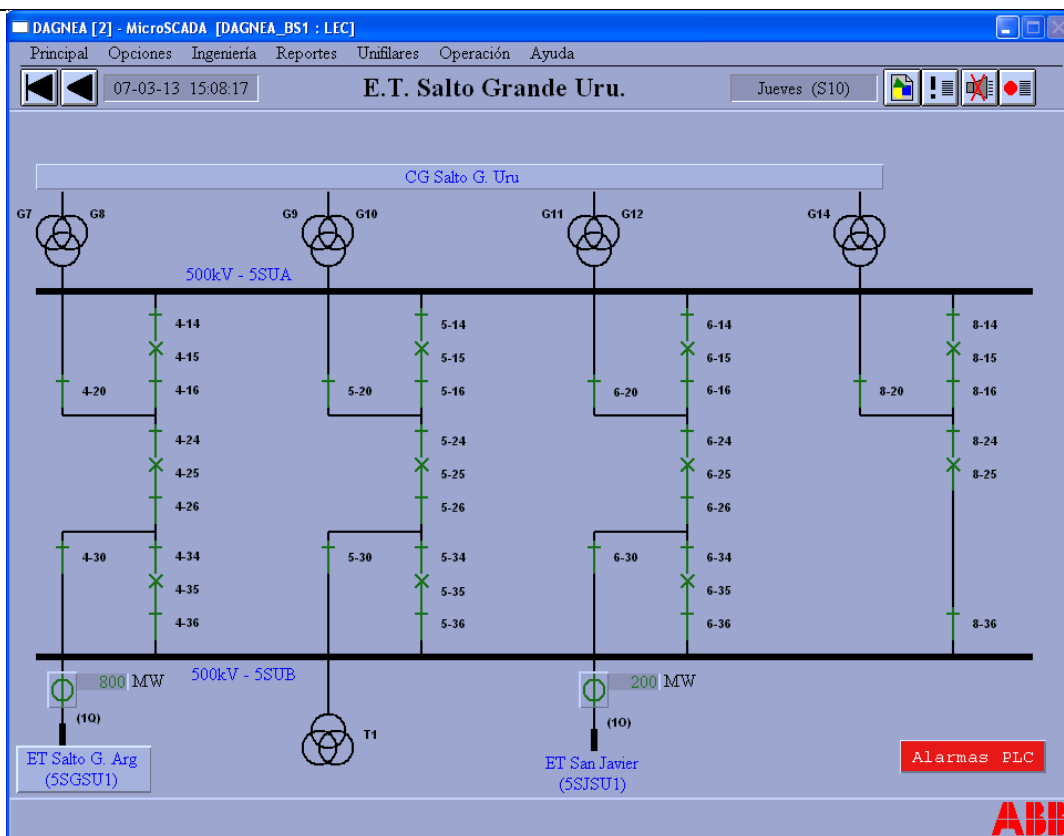 DAGNEA [2] - MicroSCADA [DAGNEA_BS1 : LEC]
Principal Opciones Ingeniería Reportes Unifilares Operación Ayuda
07-03-13 15:08:17 E.T. Salto Grande Uru. Jueves (S10)
CG Salto G. Uru
G7 G8 G9 G10 G11 G12 G14
500kV - 5SUA
4-14 5-14 6-14 8-14
4-15 5-15 6-15 8-15
4-20 4-16 5-20 5-16 6-20 6-16 8-20 8-16
4-24 5-24 6-24 8-24
4-25 5-25 6-25 8-25
4-26 5-26 6-26
4-30 4-34 5-30 5-34 6-30 6-34
4-35 5-35 6-35
4-36 5-36 6-36 8-36
500kV - 5SUB
800 MW 200 MW
(1Q) T1 (1O)
ET Salto G. Arg ET San Javier Alarmas PLC
(5SGSU1) (5SJSU1)
ABB